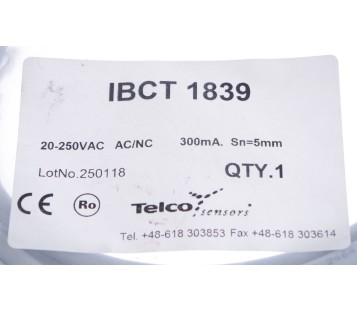 IBCT 1839
20-250VAC AC/NC 300mA. Sn=5mm
LotNo.250118 QTY.1
CE Ro Telco sensors
Tel. +48-618 303853 Fax +48-618 303614